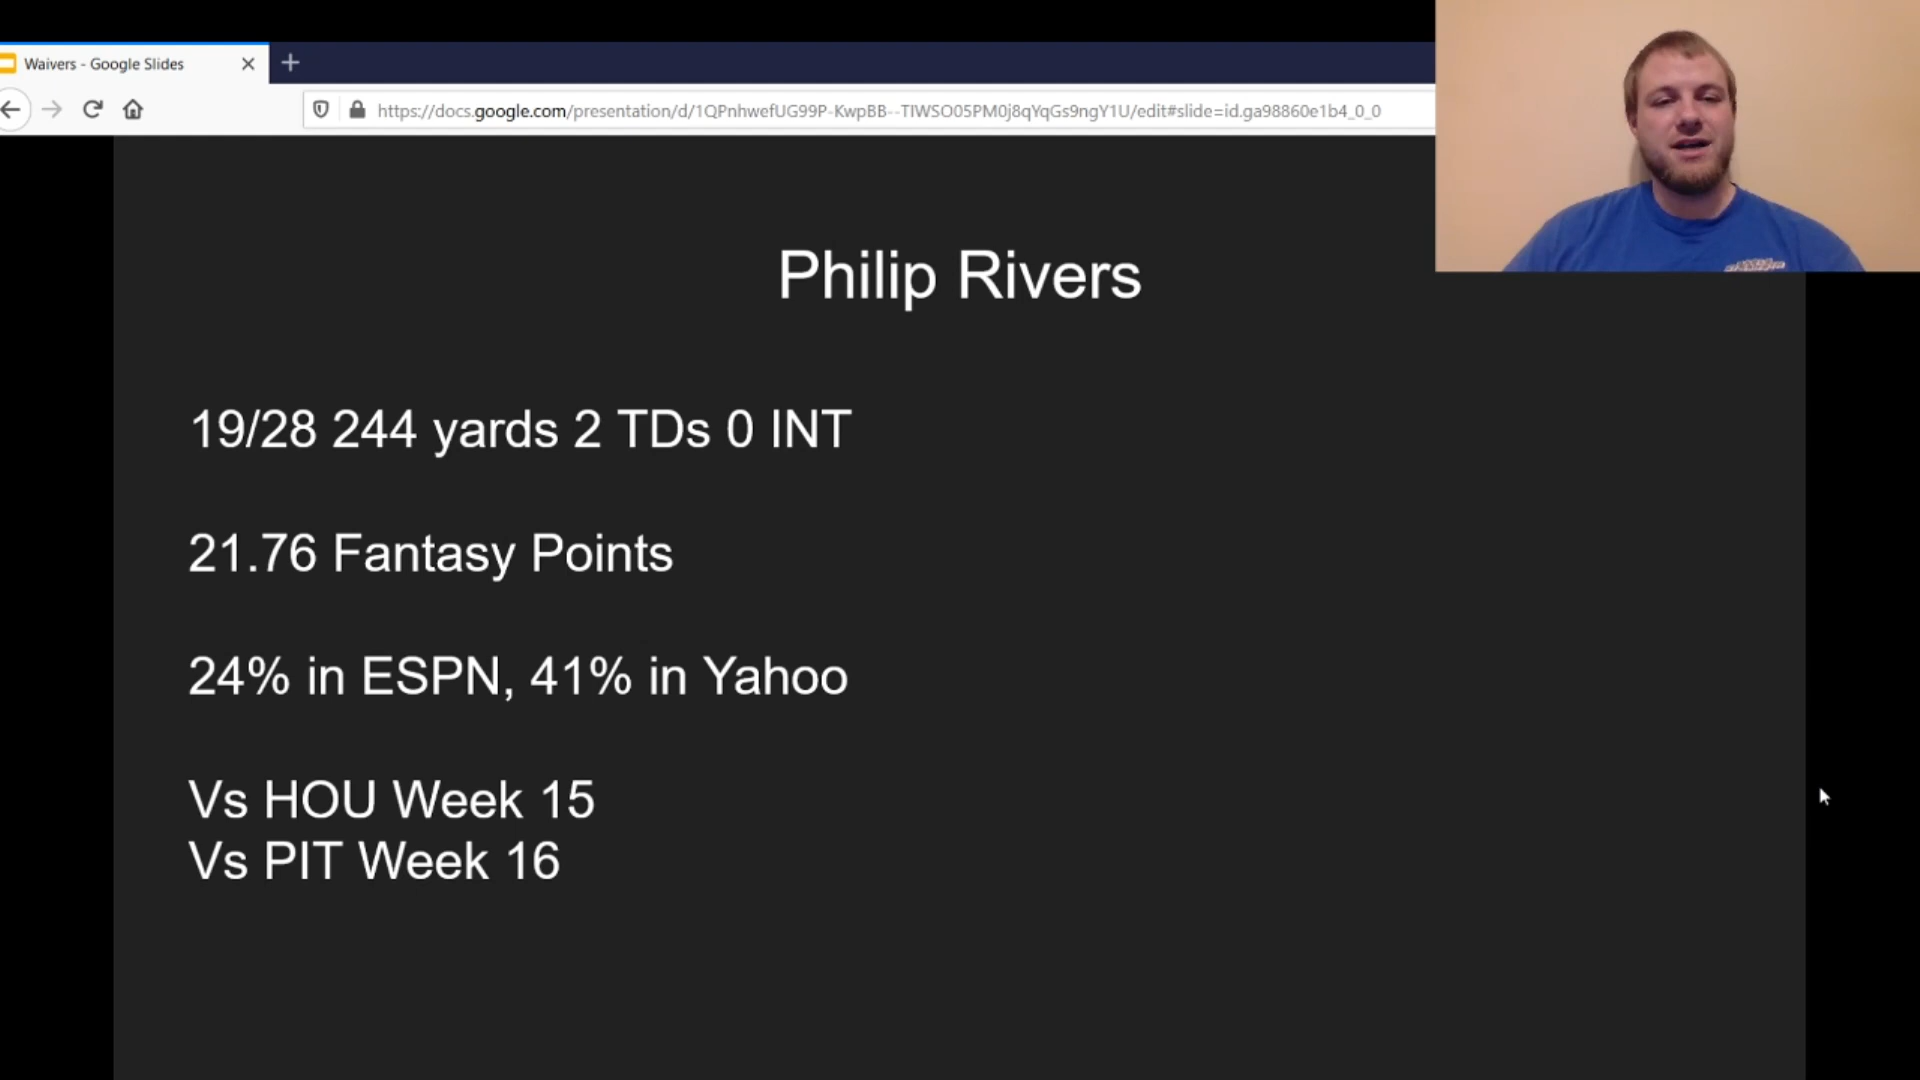 Waivers - Google Slides
https://docs.google.com/presentation/d/1QPnhwefUG99P-KwpBB--TIWSO05PM0j8qYqGs9ngY1U/edit#slide=id.ga98860e1b4_0_0
Philip Rivers
19/28 244 yards 2 TDs 0 INT
21.76 Fantasy Points
24% in ESPN, 41% in Yahoo
Vs HOU Week 15
Vs PIT Week 16